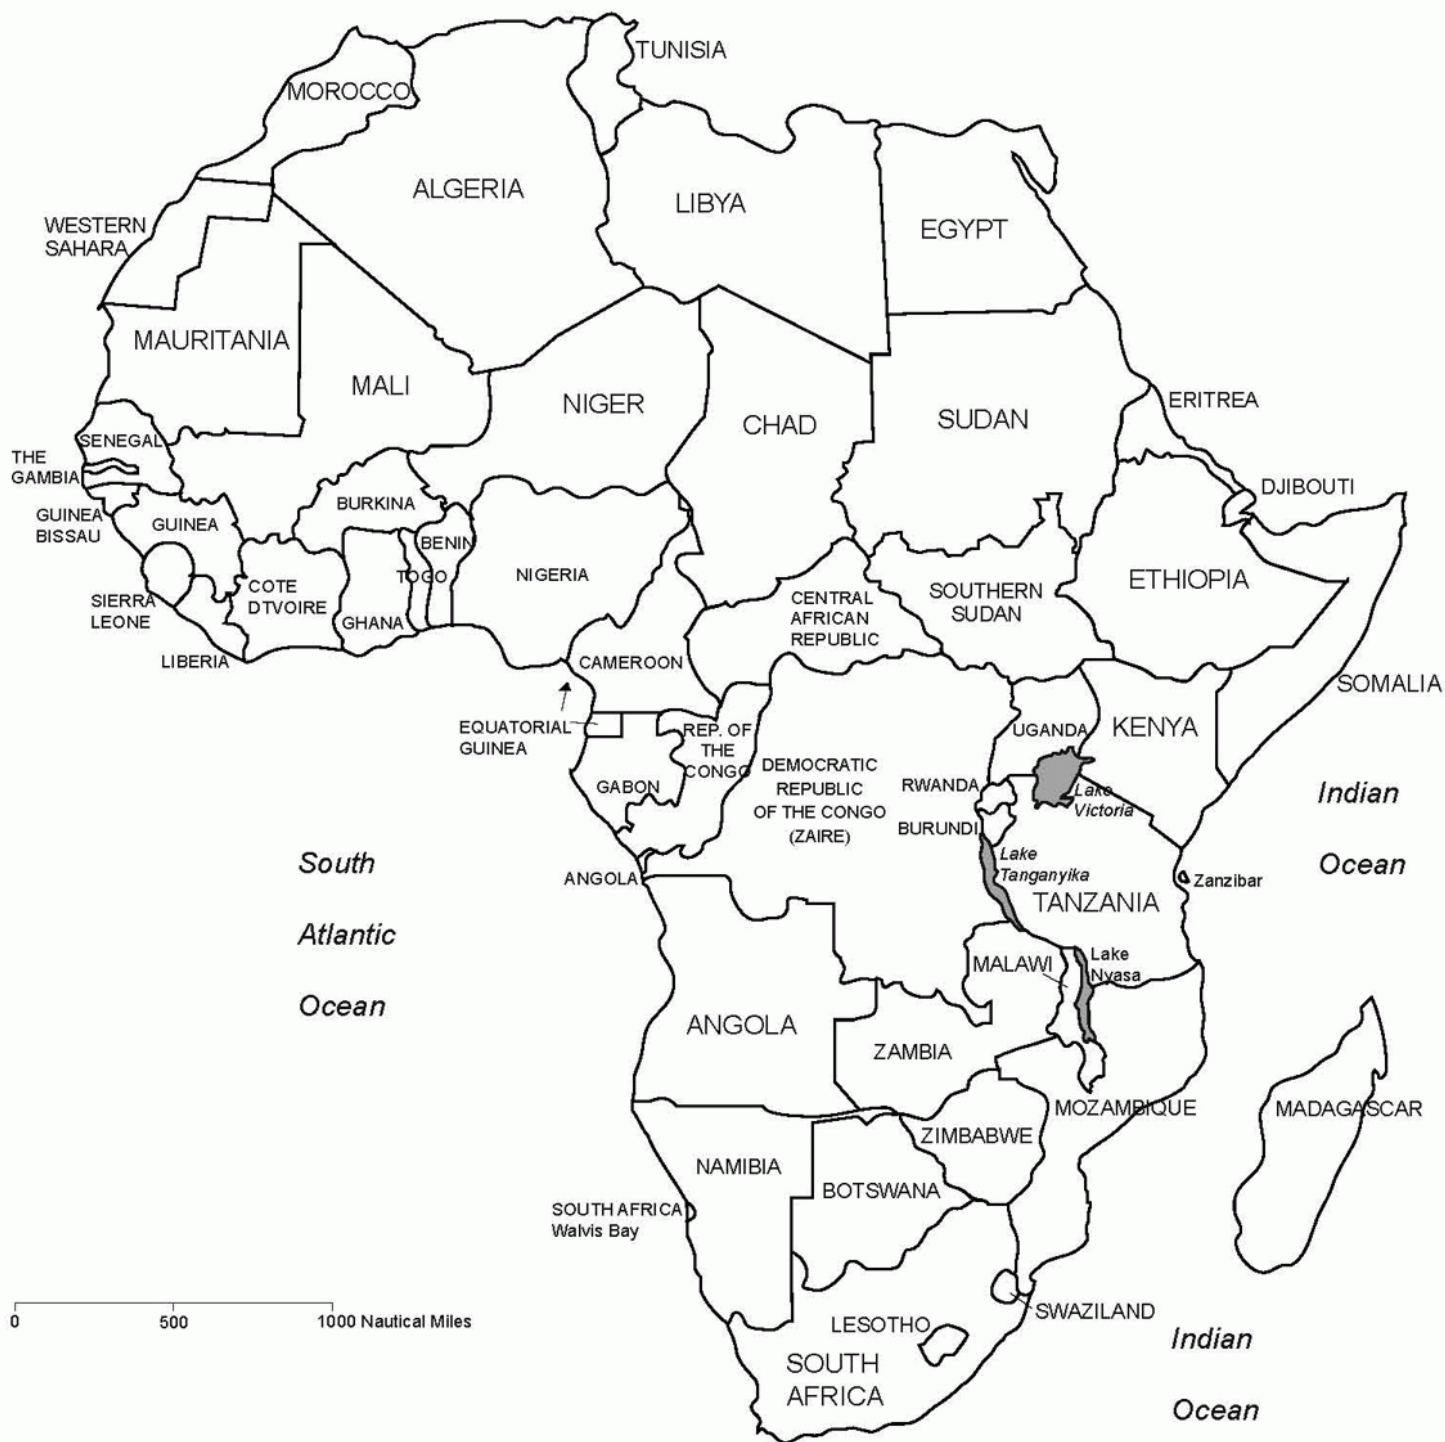 TUNISIA
MOROCCO
ALGERIA
LIBYA
EGYPT
WESTERN
SAHARA
MAURITANIA
MALI
NIGER
CHAD
SUDAN
ERITREA
SENEGAL
THE
GAMBIA
DJIBOUTI
GUINEA
BISSAU
GUINEA
BURKINA
BENIN
TOGO
NIGERIA
ETHIOPIA
COTE
DTVOIRE
GHANA
SIERRA
LEONE
LIBERIA
CENTRAL
AFRICAN
REPUBLIC
SOUTHERN
SUDAN
CAMEROON
SOMALIA
EQUATORIAL
GUINEA
REP. OF
THE
CONGO
UGANDA
KENYA
GABON
DEMOCRATIC
REPUBLIC
OF THE CONGO
(ZAIRE)
RWANDA
BURUNDI
Lake
Victoria
Indian
Ocean
South
Atlantic
Ocean
ANGOLA
Lake
Tanganyika
TANZANIA
Zanzibar
MALAWI
Lake
Nyasa
ANGOLA
ZAMBIA
MOZAMBIQUE
MADAGASCAR
ZIMBABWE
NAMIBIA
BOTSWANA
SOUTH AFRICA
Walvis Bay
SWAZILAND
LESOTHO
SOUTH
AFRICA
0 500 1000 Nautical Miles
Indian
Ocean